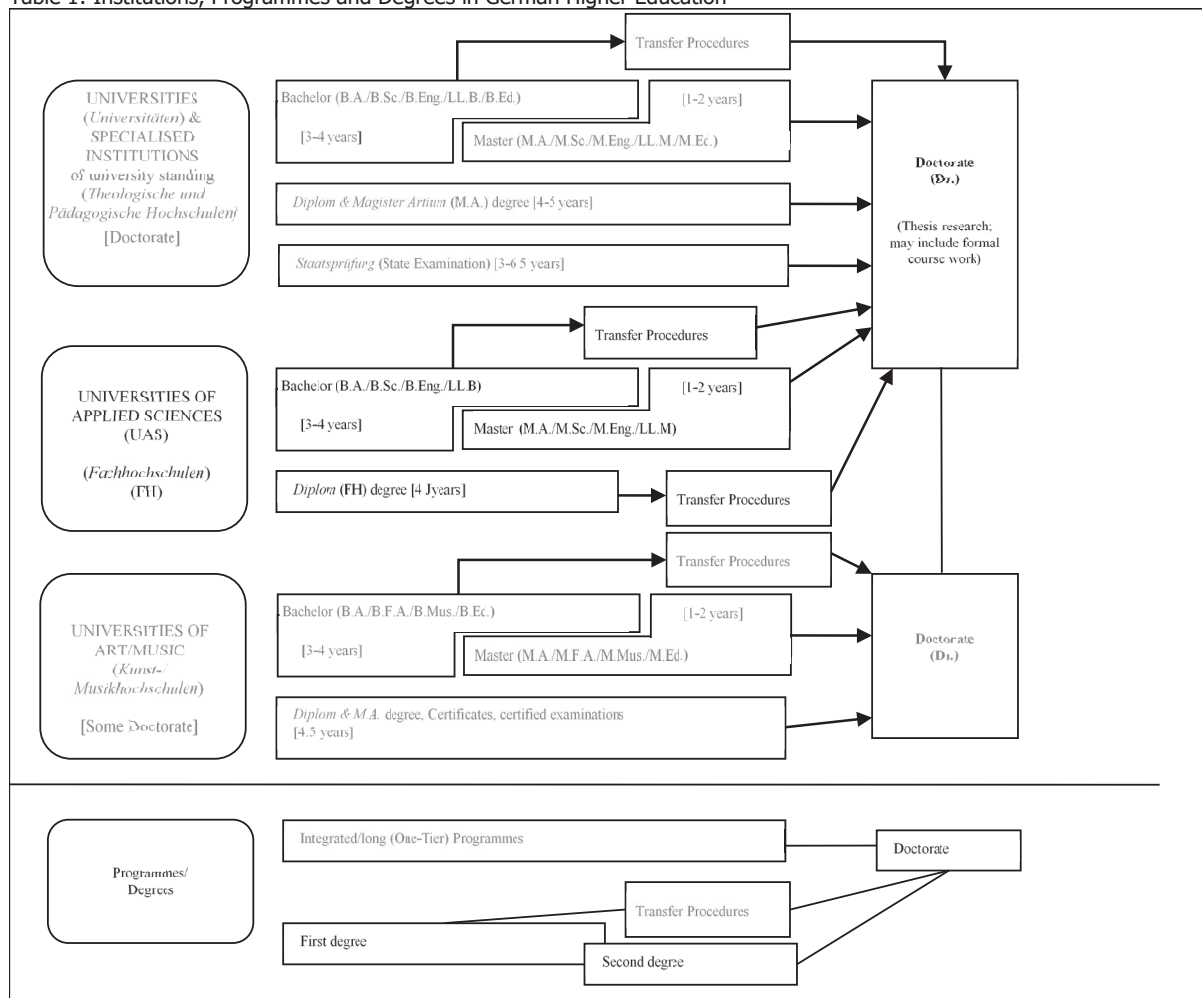 Table 1: Institutions, Programmes and Degrees in German Higher Education
Transfer Procedures
UNIVERSITIES
(Universitäten) &
SPECIALISED
INSTITUTIONS
of university standing
(Theologische und
Pädagogische Hochschulen)
[Doctorate]
Bachelor (B.A./B.Sc./B.Eng./LL.B./B.Ed.)
[3-4 years]
[1-2 years]
Master (M.A./M.Sc./M.Eng./LL.M./M.Ed.)
Diplom & Magister Artium (M.A.) degree [4-5 years]
Staatsprüfung (State Examination) [3-6.5 years]
Doctorate
(Dr.)
(Thesis research;
may include formal
course work)
UNIVERSITIES OF
APPLIED SCIENCES
(UAS)
(Fachhochschulen)
(FH)
Transfer Procedures
Bachelor (B.A./B.Sc./B.Eng./LL.B)
[3-4 years]
[1-2 years]
Master (M.A./M.Sc./M.Eng./LL.M)
Diplom (FH) degree [4 Jyears]
Transfer Procedures
UNIVERSITIES OF
ART/MUSIC
(Kunst-/
Musikhochschulen)
[Some Doctorate]
Transfer Procedures
Bachelor (B.A./B.F.A./B.Mus./B.Ed.)
[3-4 years]
[1-2 years]
Master (M.A./M.F.A./M.Mus./M.Ed.)
Diplom & M.A. degree, Certificates, certified examinations
[4.5 years]
Doctorate
(Dr.)
Programmes/
Degrees
Integrated/long (One-Tier) Programmes
Doctorate
Transfer Procedures
First degree
Second degree